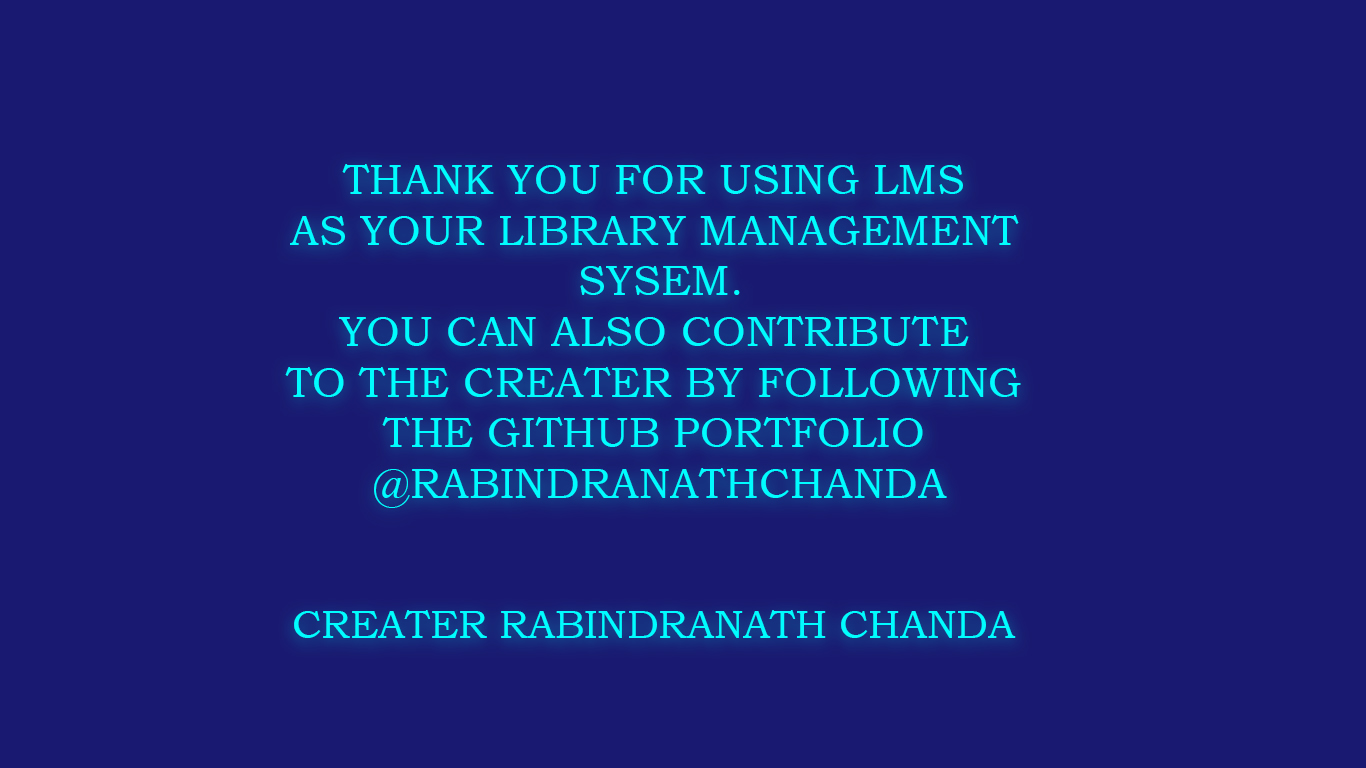 THANK YOU FOR USING LMS
AS YOUR LIBRARY MANAGEMENT
SYSEM.
YOU CAN ALSO CONTRIBUTE
TO THE CREATER BY FOLLOWING
THE GITHUB PORTFOLIO
@RABINDRANATHCHANDA
CREATER RABINDRANATH CHANDA